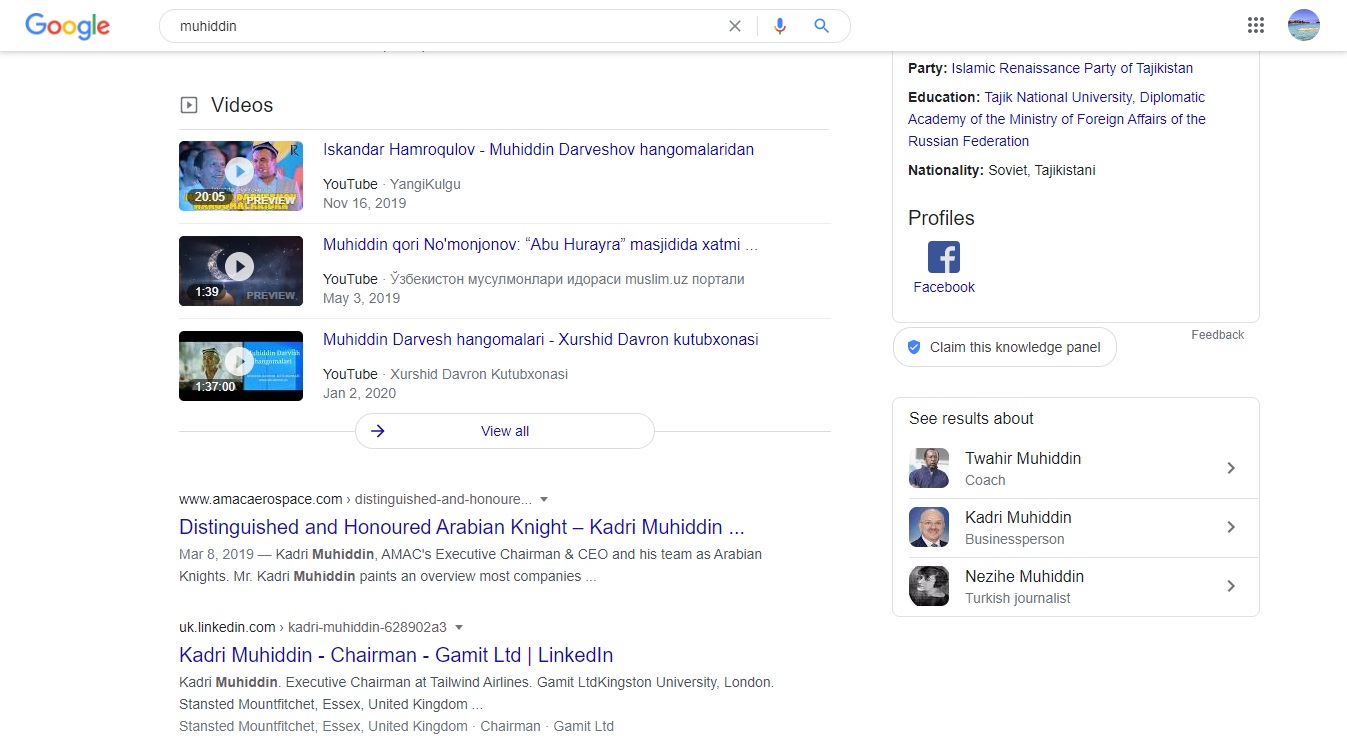 Google
muhiddin
Videos
20:05
PREVIEW
Iskandar Hamroqulov - Muhiddin Darveshov hangomalaridan
YouTube · YangiKulgu
Nov 16, 2019
1:39
PREVIEW
Muhiddin qori No'monjonov: “Abu Hurayra” masjidida xatmi ...
YouTube · Ўзбекистон мусулмонлари идораси muslim.uz портали
May 3, 2019
Muhiddin Darvesh
hangomalari
1:37:00
Muhiddin Darvesh hangomalari - Xurshid Davron kutubxonasi
YouTube · Xurshid Davron Kutubxonasi
Jan 2, 2020
View all
www.amacaerospace.com › distinguished-and-honoure...
Distinguished and Honoured Arabian Knight – Kadri Muhiddin ...
Mar 8, 2019 — Kadri Muhiddin, AMAC's Executive Chairman & CEO and his team as Arabian
Knights. Mr. Kadri Muhiddin paints an overview most companies ...
uk.linkedin.com › kadri-muhiddin-628902a3
Kadri Muhiddin - Chairman - Gamit Ltd | LinkedIn
Kadri Muhiddin. Executive Chairman at Tailwind Airlines. Gamit LtdKingston University, London.
Stansted Mountfitchet, Essex, United Kingdom ...
Stansted Mountfitchet, Essex, United Kingdom · Chairman · Gamit Ltd
Party: Islamic Renaissance Party of Tajikistan
Education: Tajik National University, Diplomatic
Academy of the Ministry of Foreign Affairs of the
Russian Federation
Nationality: Soviet, Tajikistani
Profiles
Facebook
Feedback
Claim this knowledge panel
See results about
Twahir Muhiddin
Coach
Kadri Muhiddin
Businessperson
Nezihe Muhiddin
Turkish journalist